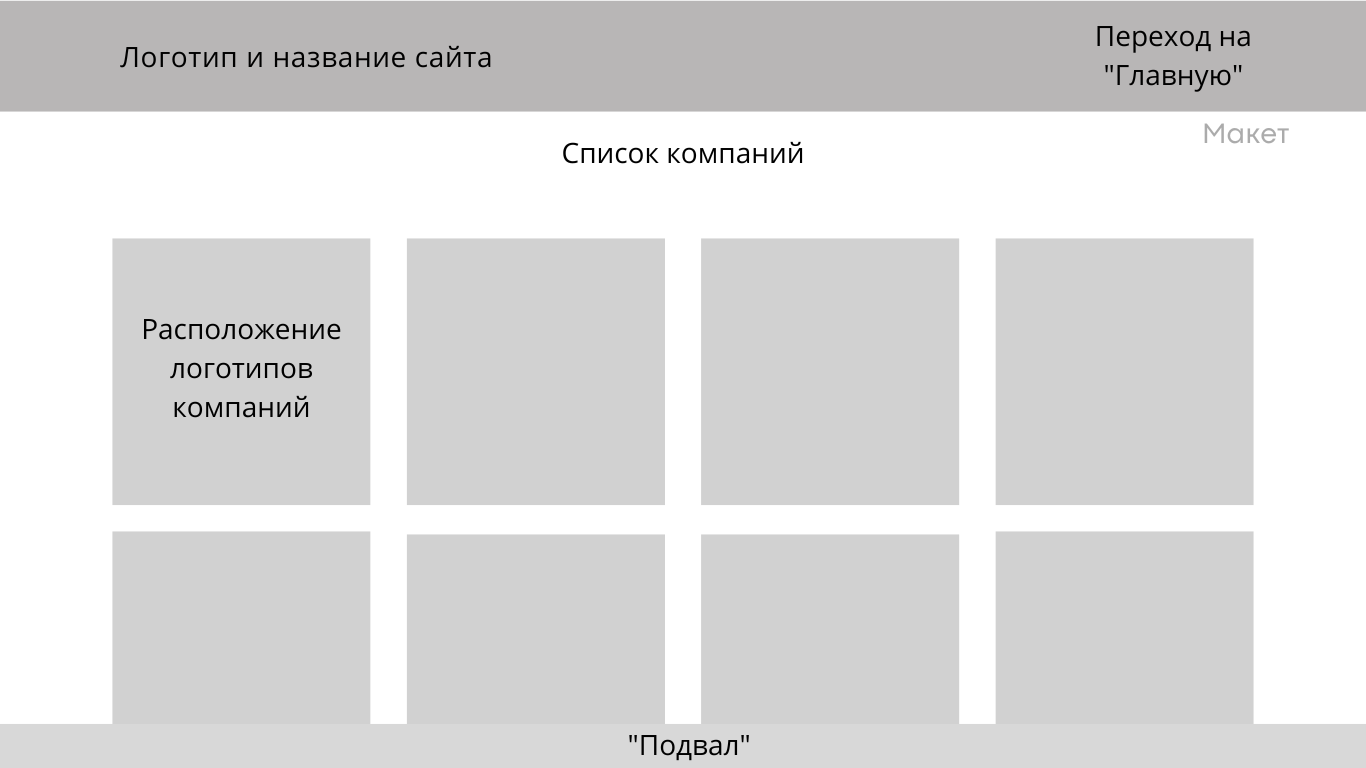 Логотип и название сайта
Переход на
"Главную"
Макет
Список компаний
Расположение
логотипов
компаний
"Подвал"